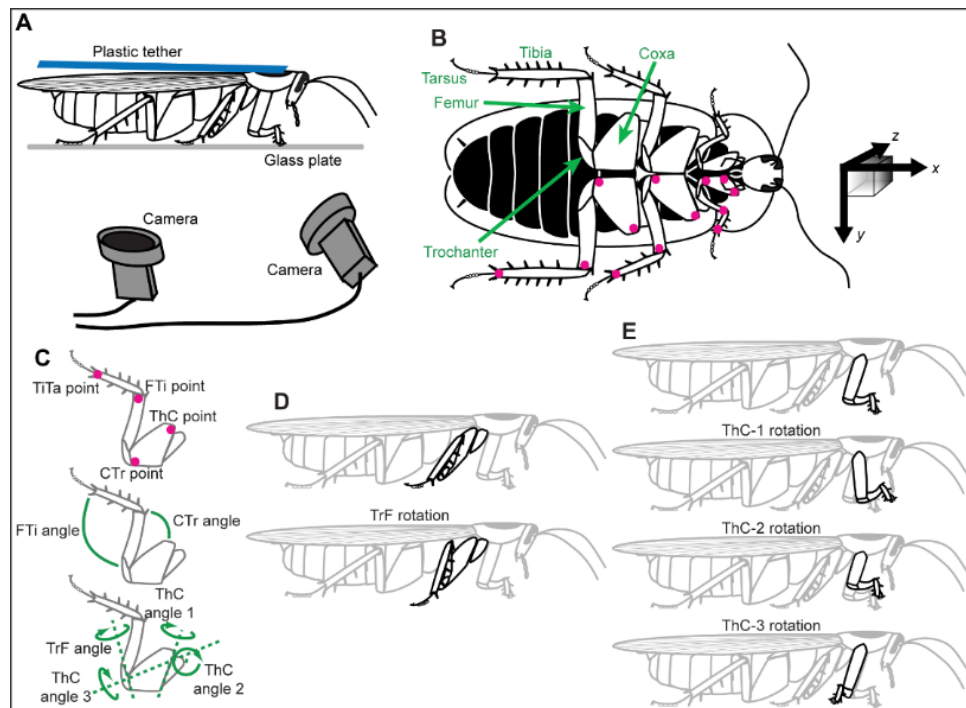 A
Plastic tether
Glass plate
Camera
Camera
B
Tibia
Coxa
Tarsus
Femur
Trochanter
z
x
y
C
TiTa point
FTi point
ThC point
CTr point
FTi angle
CTr angle
ThC
angle 1
TrF angle
ThC
angle 3
ThC
angle 2
D
TrF rotation
E
ThC-1 rotation
ThC-2 rotation
ThC-3 rotation